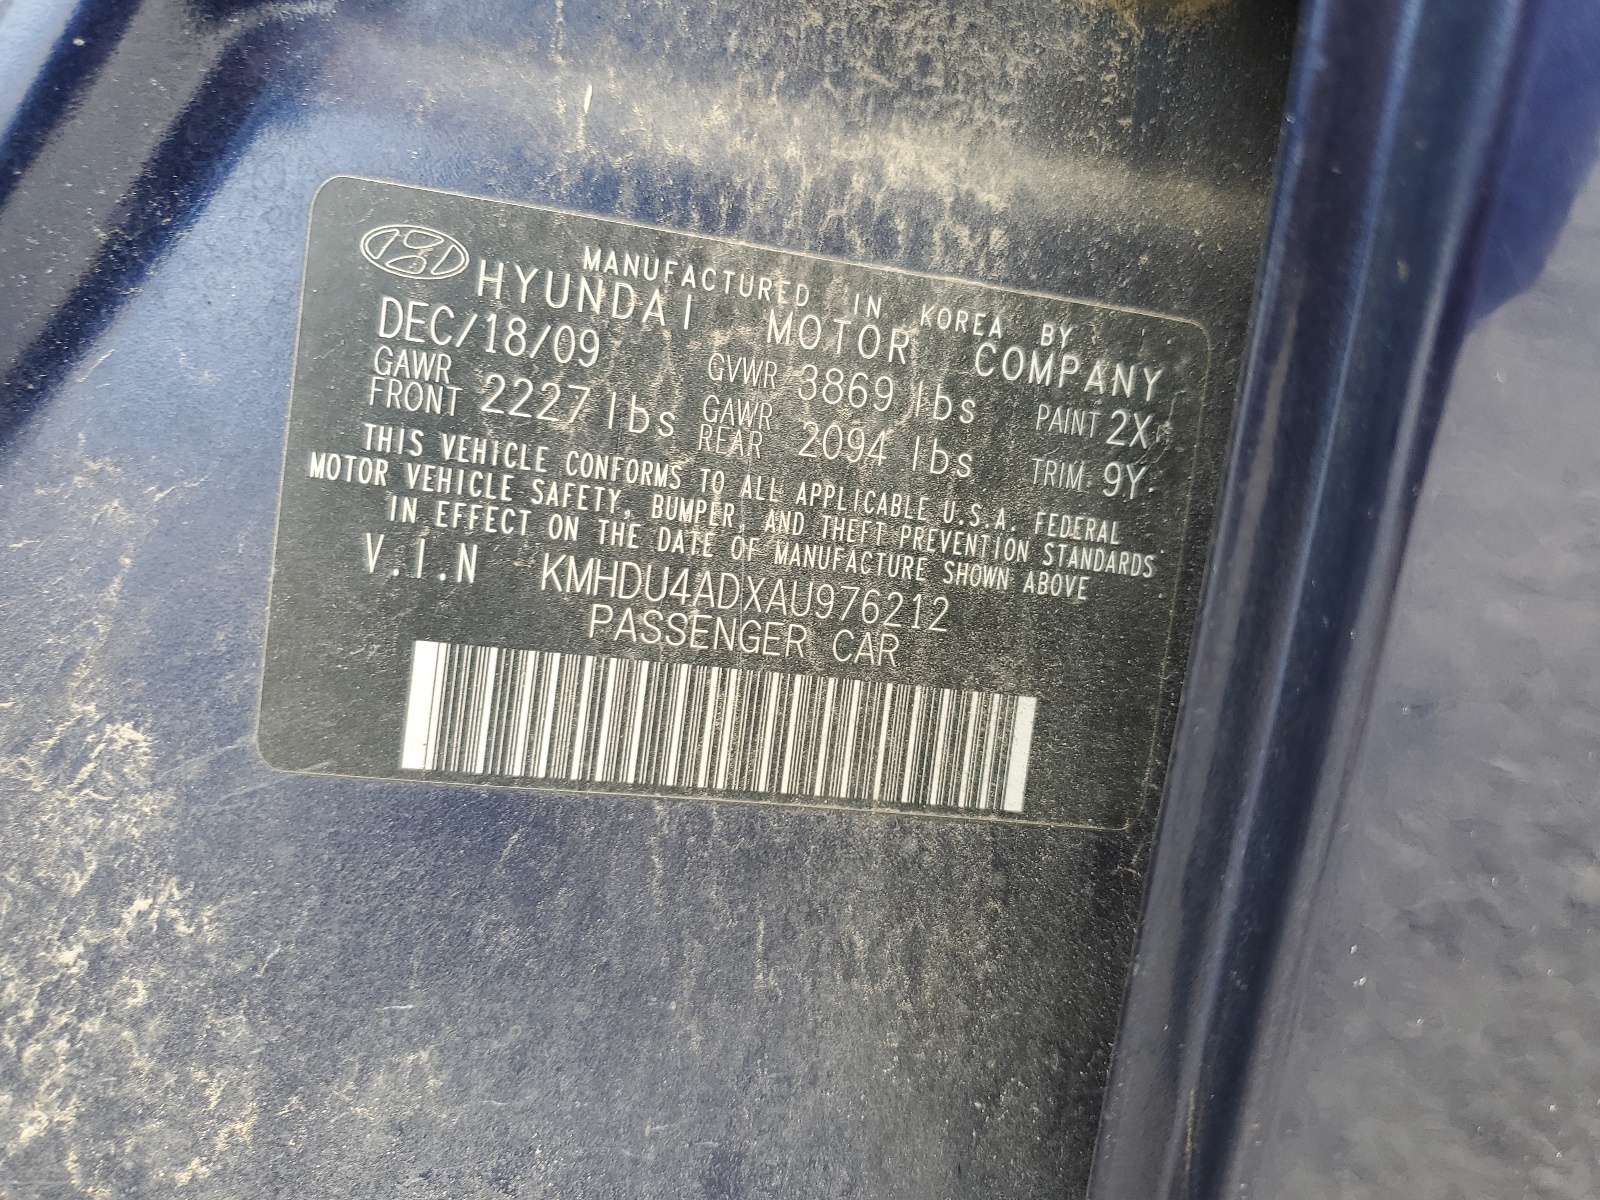 MANUFACTURED IN KOREA BY
HYUNDAI MOTOR COMPANY
DEC/18/09 GVWR 3869 lbs PAINT 2X
GAWR FRONT 2227 lbs GAWR REAR 2094 lbs TRIM: 9Y
THIS VEHICLE CONFORMS TO ALL APPLICABLE U.S.A. FEDERAL
MOTOR VEHICLE SAFETY, BUMPER, AND THEFT PREVENTION STANDARDS
IN EFFECT ON THE DATE OF MANUFACTURE SHOWN ABOVE
V.I.N KMHDU4ADXAU976212
PASSENGER CAR